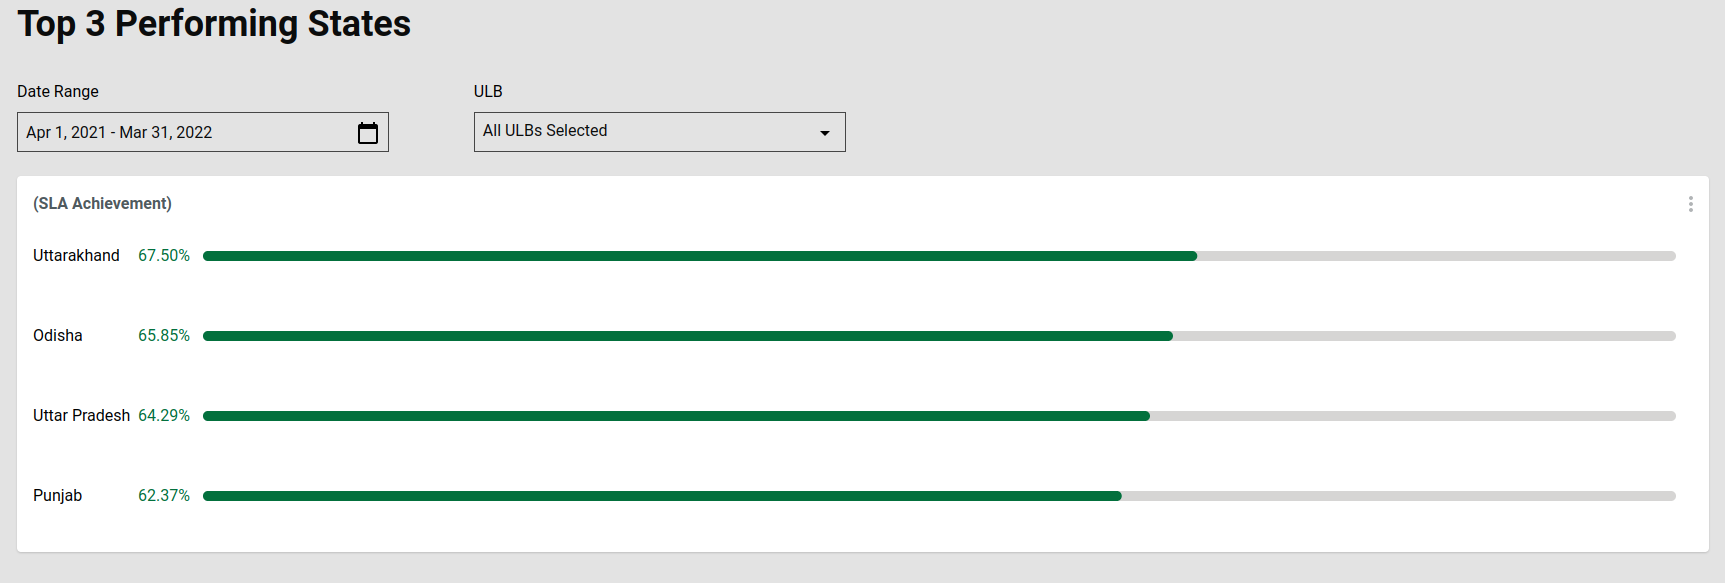 Top 3 Performing States
Date Range
ULB
Apr 1, 2021 - Mar 31, 2022
All ULBs Selected
(SLA Achievement)
Uttarakhand 67.50%
Odisha 65.85%
Uttar Pradesh 64.29%
Punjab 62.37%